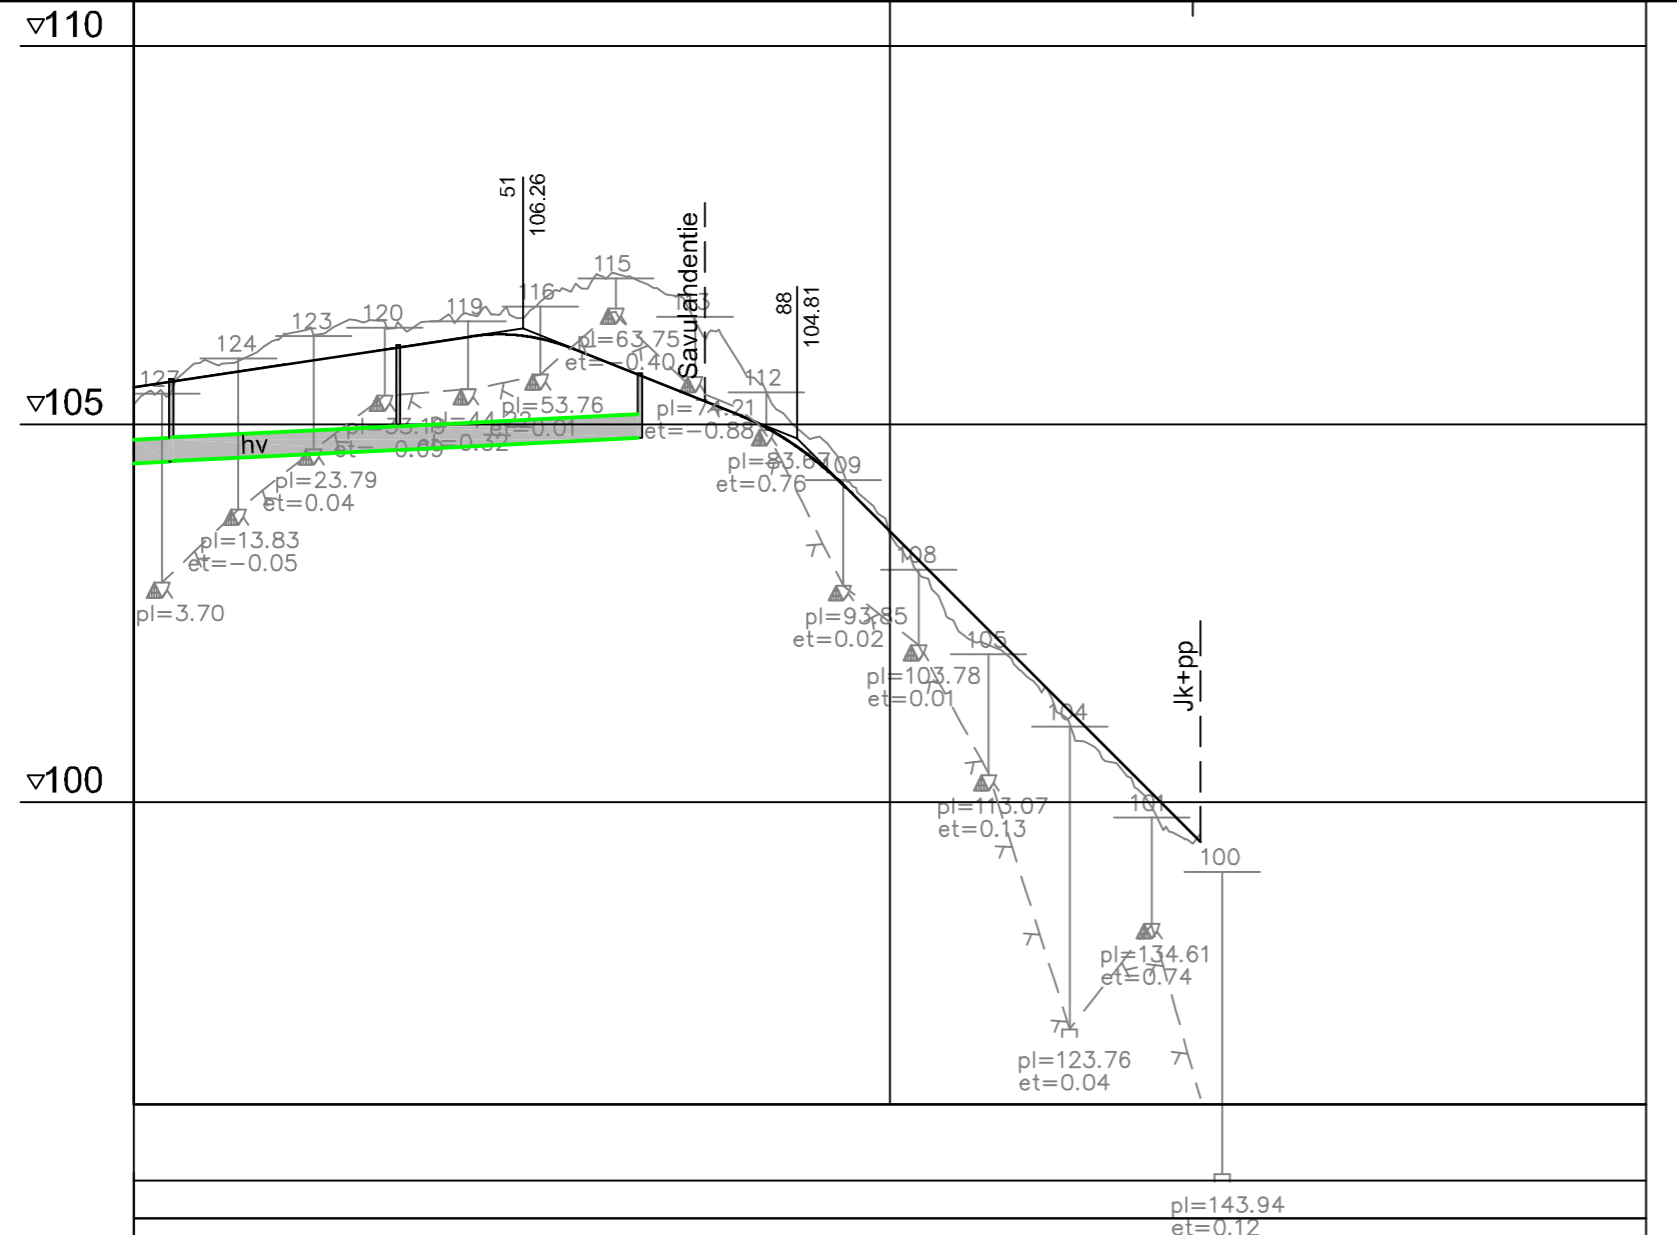 ▽110
51
106.26
Savulahdentie
88
104.81
115
116
119
120
123
124
127
112
▽105
pl=63.75
et=-0.40
pl=53.76
et=0.01
pl=74.21
et=-0.88
hv
pl=23.79
et=0.04
pl=83.67
et=0.76
109
pl=13.83
et=-0.05
108
pl=3.70
pl=93.85
et=0.02
105
Jk+pp
pl=103.78
et=0.01
104
▽100
101
pl=113.07
et=0.13
100
pl=134.61
et=0.74
pl=123.76
et=0.04
pl=143.94
et=0.12